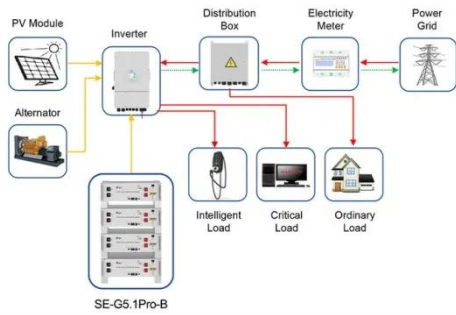 PV Module
Inverter
Distribution
Box
Electricity
Meter
Power
Grid
Alternator
Intelligent
Load
Critical
Load
Ordinary
Load
SE-G5.1Pro-B